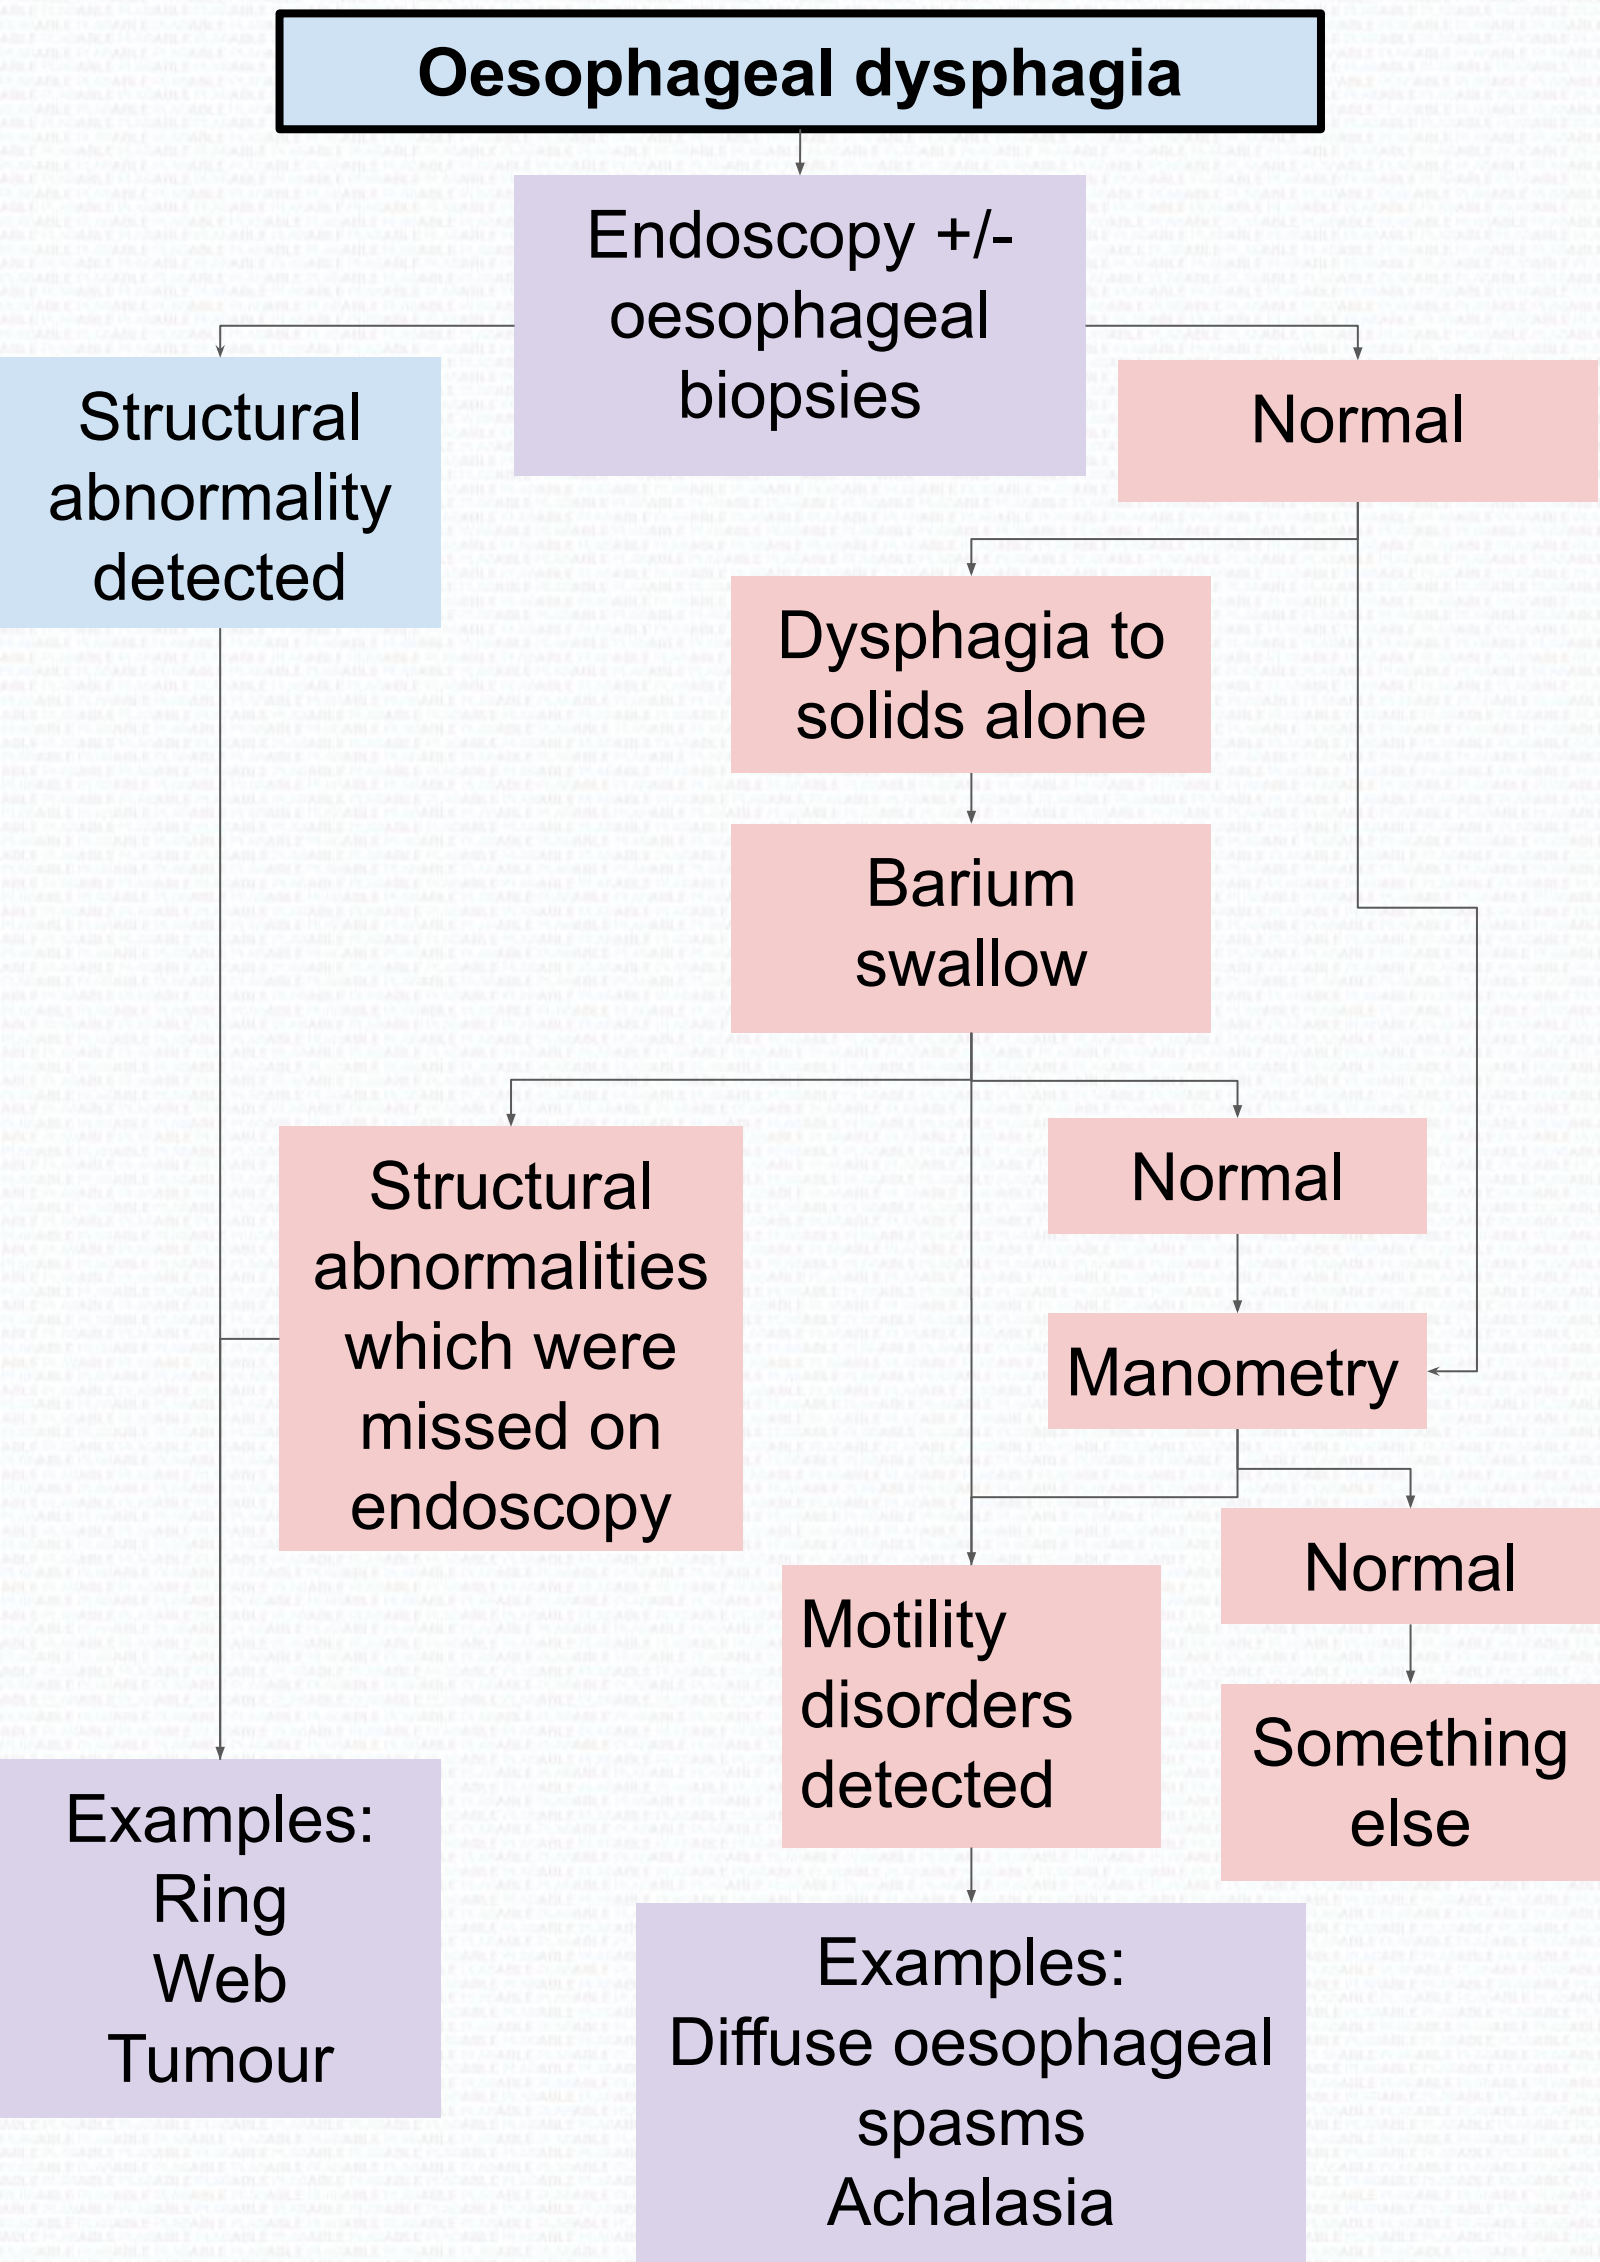 Oesophageal dysphagia
Endoscopy +/-
oesophageal
biopsies
Structural
abnormality
detected
Normal
Dysphagia to
solids alone
Barium
swallow
Structural
abnormalities
which were
missed on
endoscopy
Normal
Manometry
Normal
Motility
disorders
detected
Something
else
Examples:
Ring
Web
Tumour
Examples:
Diffuse oesophageal
spasms
Achalasia